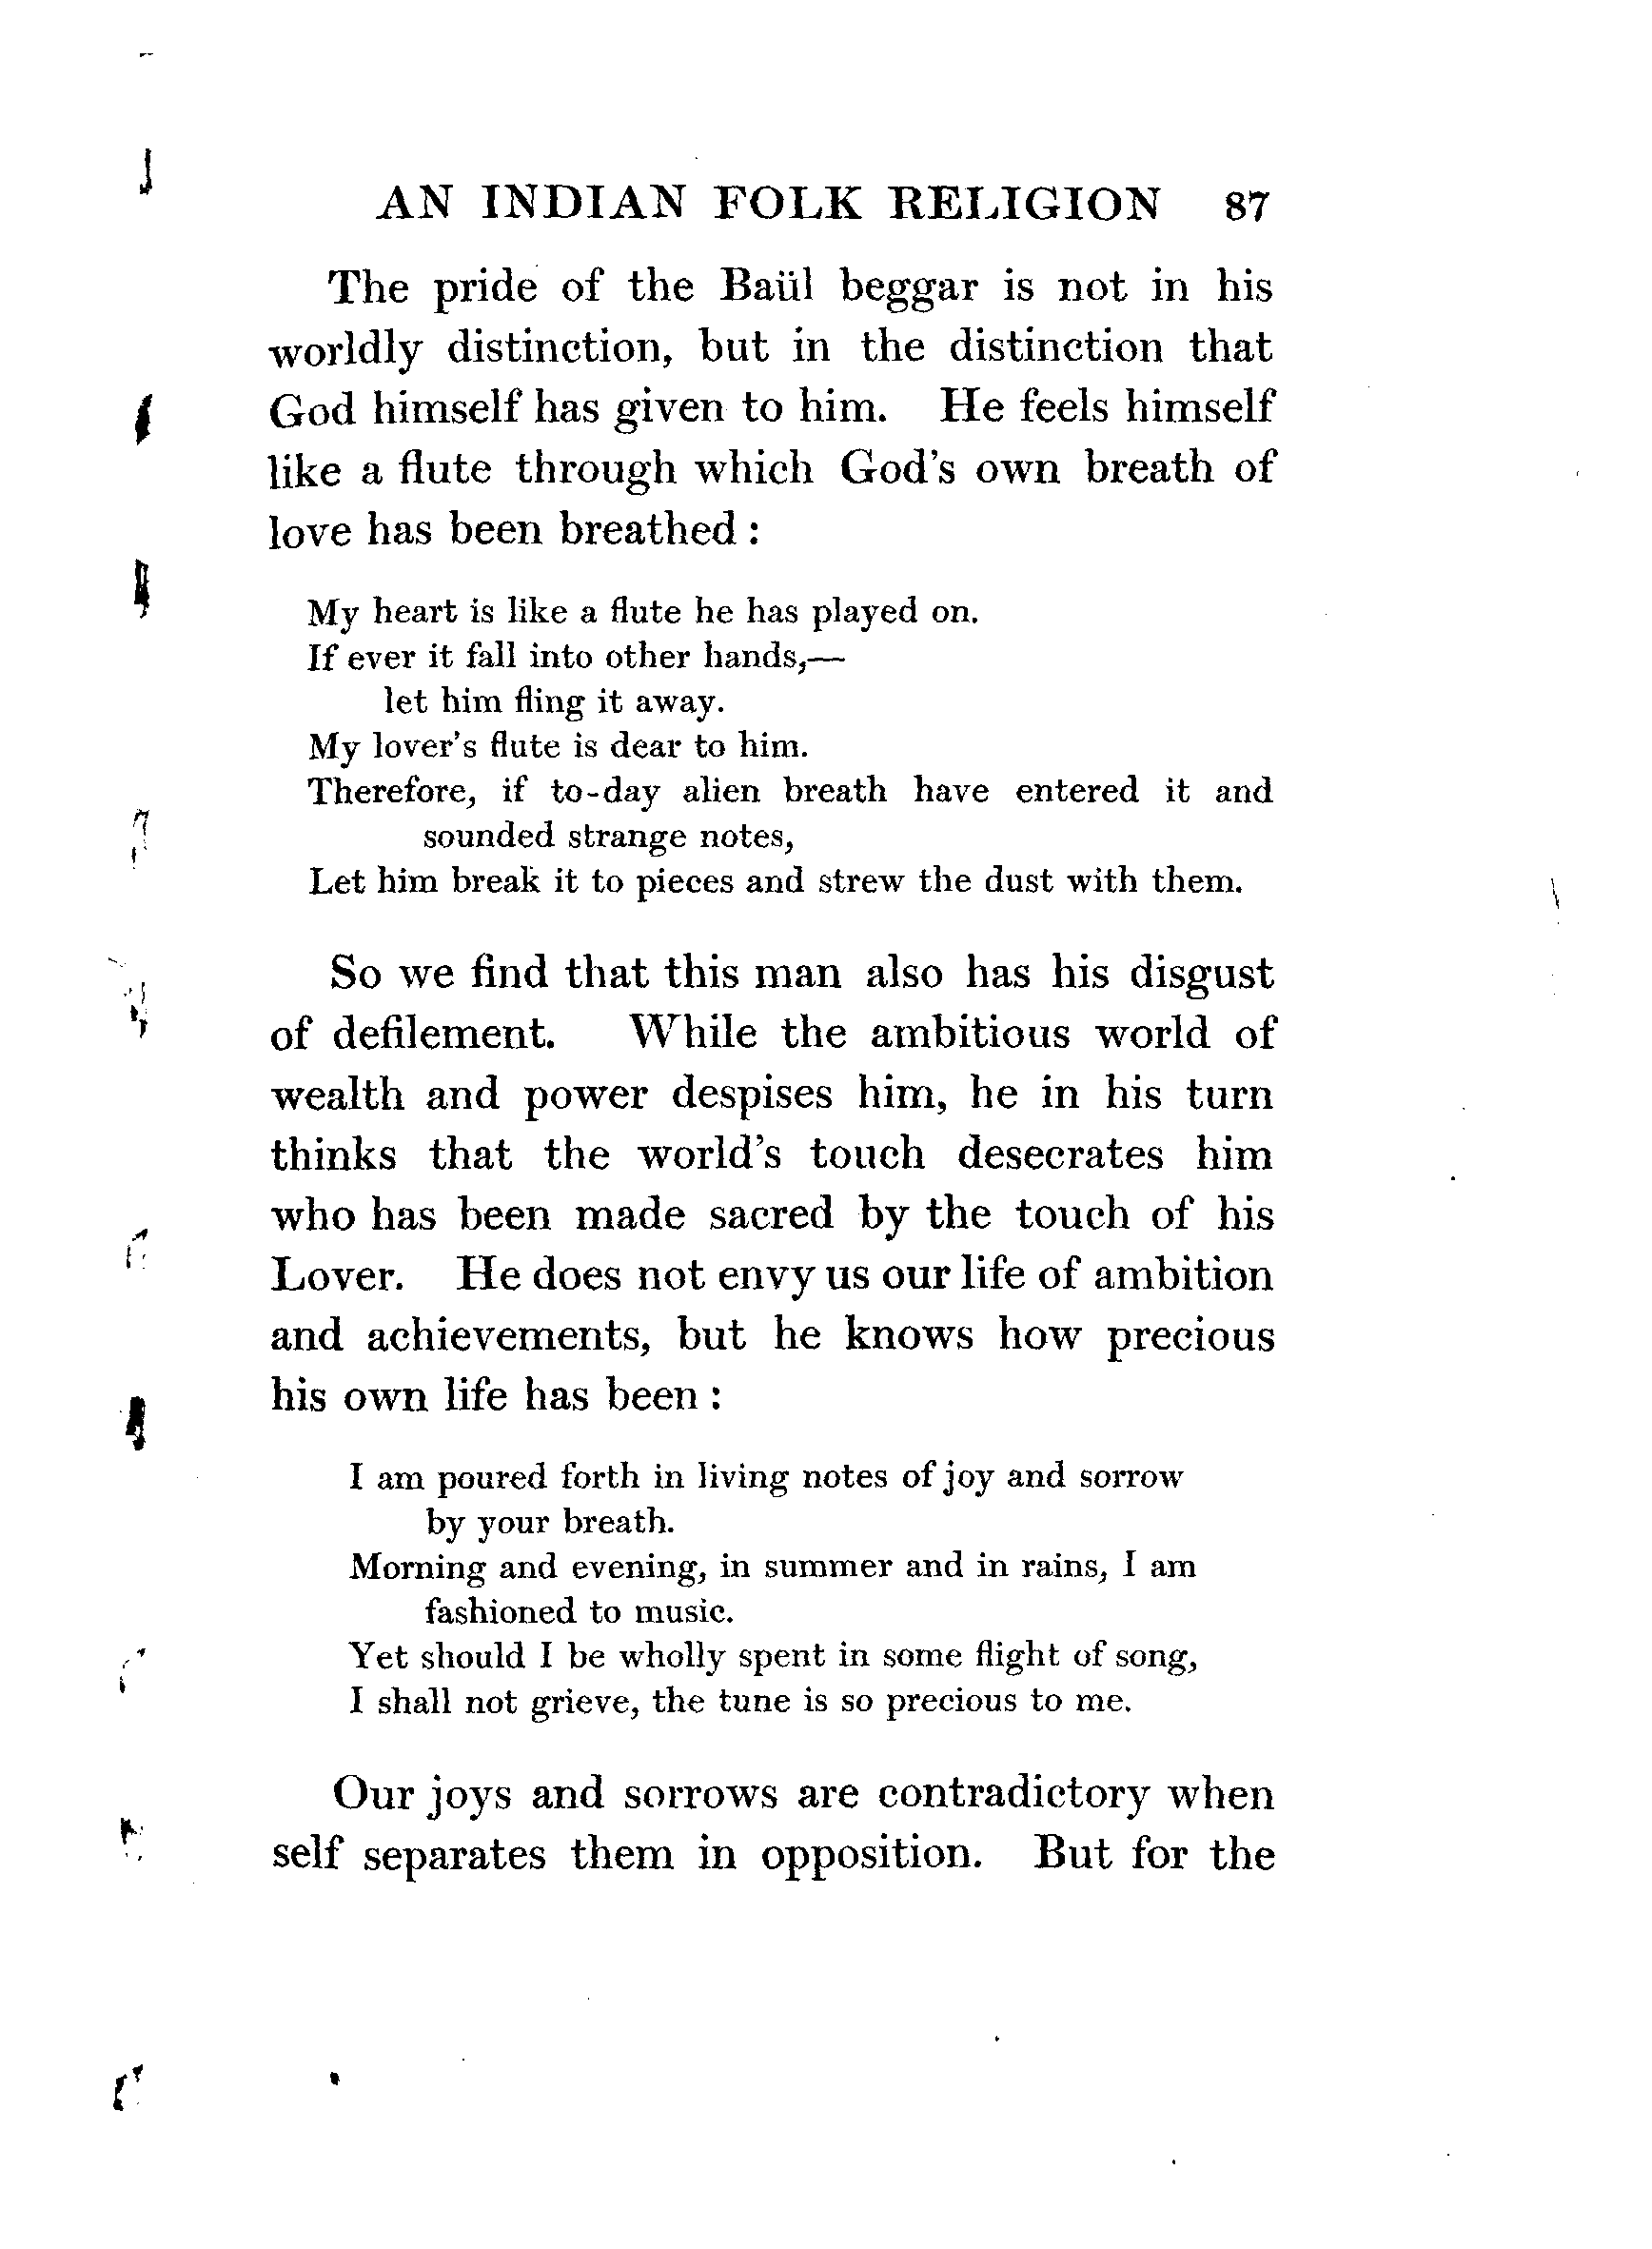 AN INDIAN FOLK RELIGION 87
The pride of the Baül beggar is not in his
worldly distinction, but in the distinction that
God himself has given to him. He feels himself
like a flute through which God's own breath of
love has been breathed :
My heart is like a flute he has played on.
If ever it fall into other hands,—
let him fling it away.
My lover's flute is dear to him.
Therefore, if to-day alien breath have entered it and
sounded strange notes,
Let him break it to pieces and strew the dust with them.
So we find that this man also has his disgust
of defilement. While the ambitious world of
wealth and power despises him, he in his turn
thinks that the world's touch desecrates him
who has been made sacred by the touch of his
Lover. He does not envy us our life of ambition
and achievements, but he knows how precious
his own life has been :
I am poured forth in living notes of joy and sorrow
by your breath.
Morning and evening, in summer and in rains, I am
fashioned to music.
Yet should I be wholly spent in some flight of song,
I shall not grieve, the tune is so precious to me.
Our joys and sorrows are contradictory when
self separates them in opposition. But for the